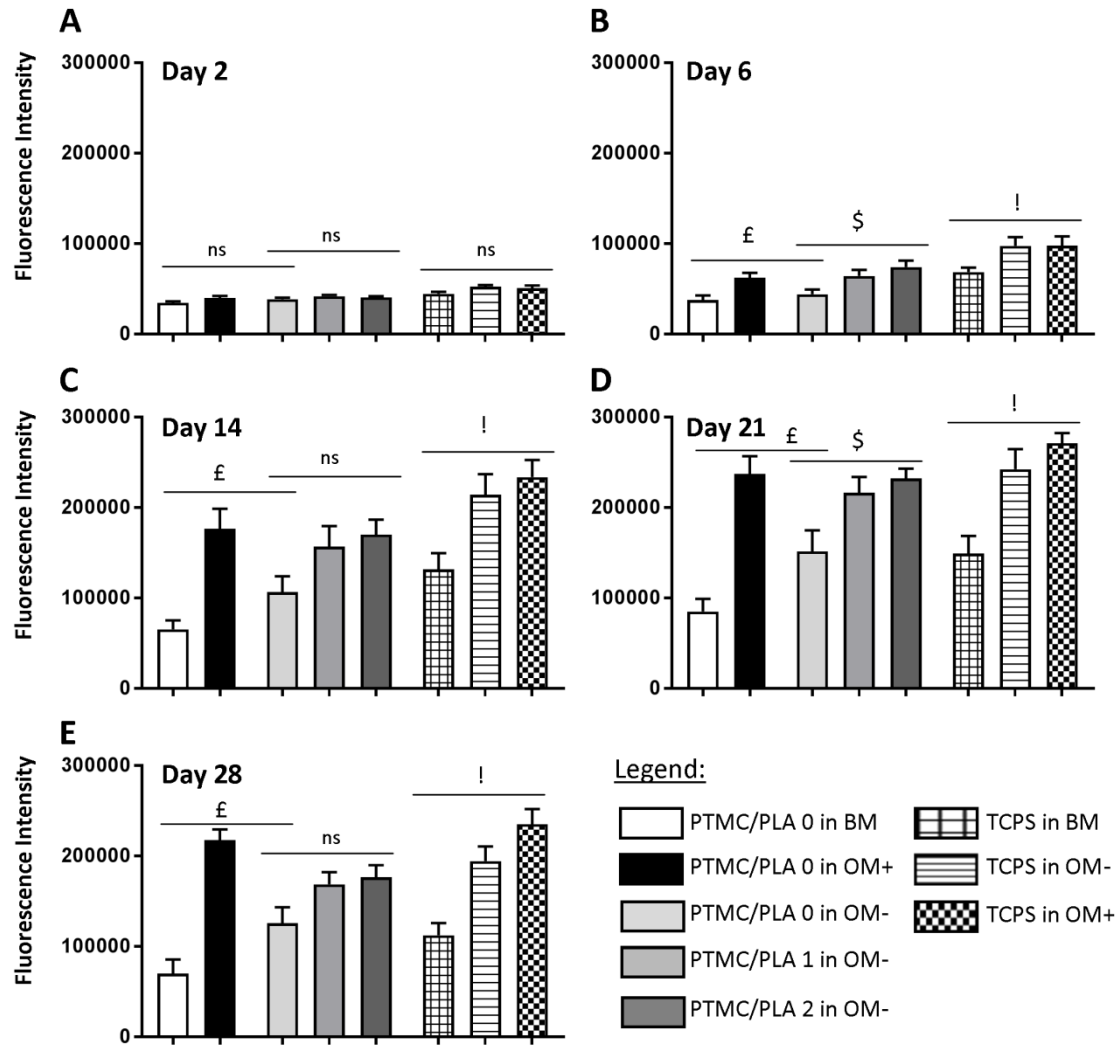 A
Day 2
Fluorescence Intensity
300000
200000
100000
0
ns
ns
ns
B
Day 6
300000
200000
100000
0
£
$
!
C
Day 14
Fluorescence Intensity
300000
200000
100000
0
£
ns
!
D
Day 21
300000
200000
100000
0
£
$
!
E
Day 28
Fluorescence Intensity
300000
200000
100000
0
£
ns
!
Legend:
PTMC/PLA 0 in BM
PTMC/PLA 0 in OM+
PTMC/PLA 0 in OM-
PTMC/PLA 1 in OM-
PTMC/PLA 2 in OM-
TCPS in BM
TCPS in OM-
TCPS in OM+